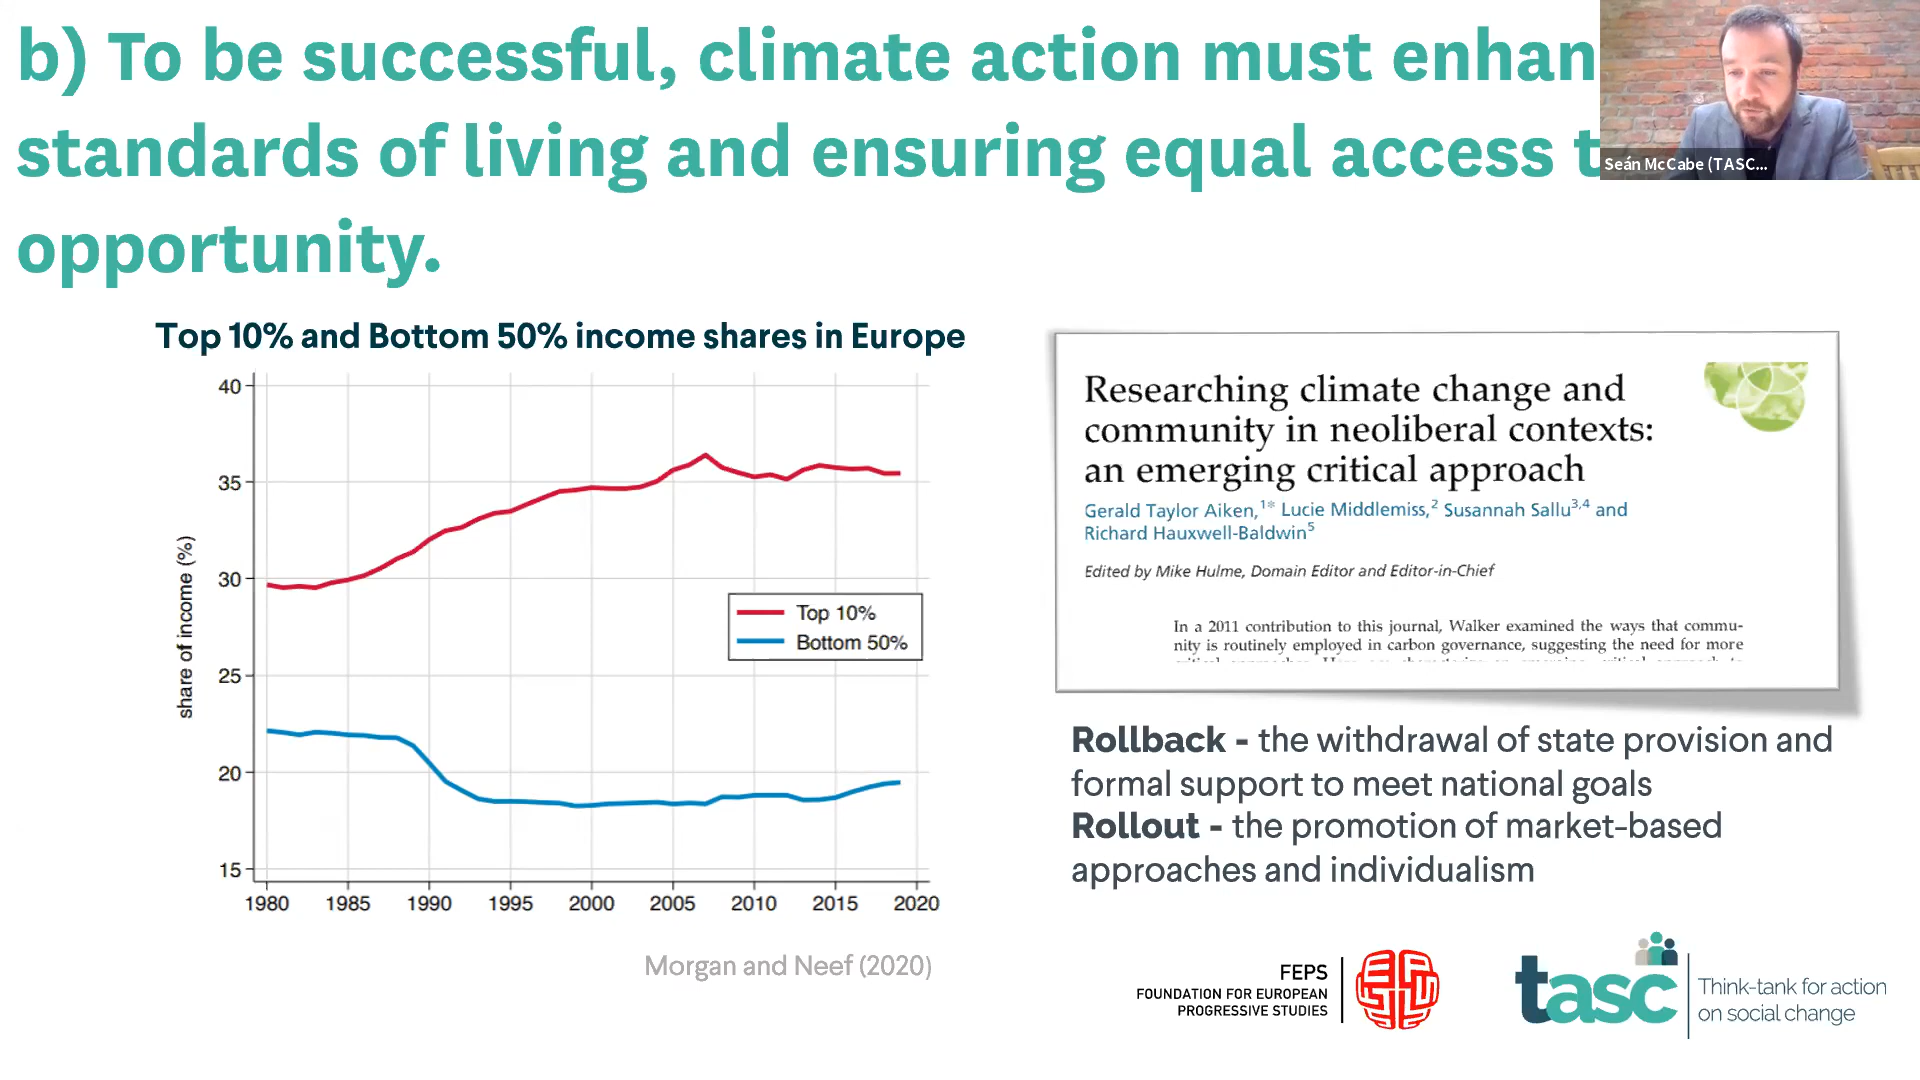 b) To be successful, climate action must enhan
standards of living and ensuring equal access t
opportunity.
Seán McCabe (TASC...
Top 10% and Bottom 50% income shares in Europe
40
35
30
25
20
15
share of income (%)
Top 10%
Bottom 50%
1980 1985 1990 1995 2000 2005 2010 2015 2020
Morgan and Neef (2020)
Researching climate change and
community in neoliberal contexts:
an emerging critical approach
Gerald Taylor Aiken,1* Lucie Middlemiss,2 Susannah Sallu3,4 and
Richard Hauxwell-Baldwin5
Edited by Mike Hulme, Domain Editor and Editor-in-Chief
In a 2011 contribution to this journal, Walker examined the ways that commu-
nity is routinely employed in carbon governance, suggesting the need for more
Rollback - the withdrawal of state provision and
formal support to meet national goals
Rollout - the promotion of market-based
approaches and individualism
FEPS
FOUNDATION FOR EUROPEAN
PROGRESSIVE STUDIES
tasc
Think-tank for action
on social change